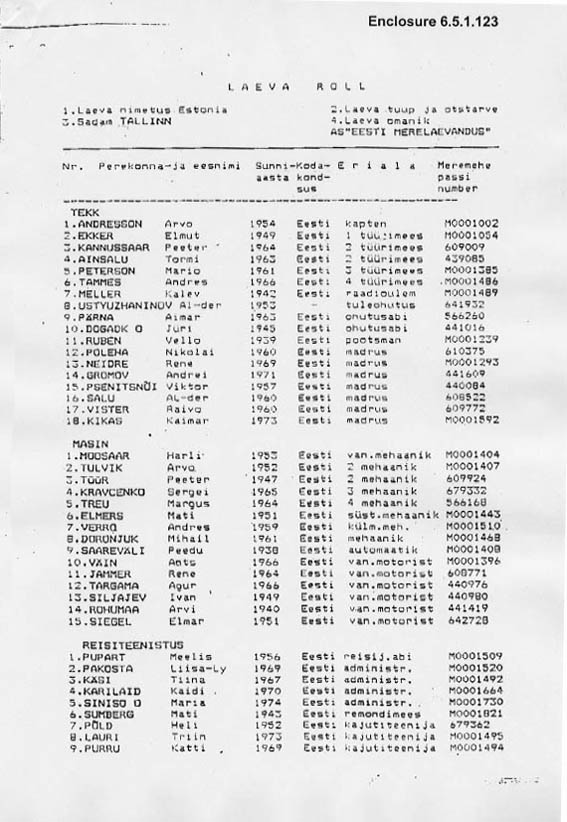 Enclosure 6.5.1.123
LAEVA ROLL
1.Laeva nimetus Estonia 2.Laeva tuup ja otstarve
3.Sadam TALLINN 4.Laeva omanik
AS"EESTI MERELAEVANDUS"
Nr. Perekonna-ja eesnimi Sunni- Koda- Eriala Meremehe
aasta kond- passi
sus number
TEKK
1.ANDRESSON Arvo 1954 Eesti kapten M0001002
2.EKKER Elmut 1949 Eesti 1 tüürimees M0001054
3.KANNUSSAAR Peeter 1964 Eesti 2 tüürimees 609009
4.AINSALU Tormi 1963 Eesti 2 tüürimees 439085
5.PETERSON Mario 1961 Eesti 3 tüürimees M0001385
6.TAMMES Andres 1966 Eesti 4 tüürimees M0001486
7.MELLER Kalev 1942 Eesti raadioülem M0001489
8.USTYUZHANINOV Al-der 1953 - tuleohutus 641932
9.PÄRNA Aimar 1963 Eesti ohutusabi 566260
10.BOGADK O Jüri 1945 Eesti ohutusabi 441016
11.RUBEN Vello 1939 Eesti pootsman M0001239
12.POLEHA Nikolai 1960 Eesti madrus 610375
13.NEIDRE Rene 1969 Eesti madrus M0001293
14.GROMOV Andrei 1971 Eesti madrus 441609
15.PSENITSNÕI Viktor 1957 Eesti madrus 440084
16.SALU AL-der 1960 Eesti madrus 608522
17.VISTER Raivo 1960 Eesti madrus 609772
18.KIKAS Kaimar 1973 Eesti madrus M0001592
MASIN
1.MOOSAAR Harli 1953 Eesti van.mehaanik M0001404
2.TULVIK Arvo 1952 Eesti 2 mehaanik M0001407
3.TÖÖR Peeter 1947 Eesti 2 mehaanik 609924
4.KRAVCENKO Sergei 1965 Eesti 3 mehaanik 679332
5.TREU Margus 1964 Eesti 4 mehaanik 566168
6.ELMERS Mati 1951 Eesti süst.mehaanik M0001443
7.VERRO Andres 1959 Eesti külm.meh. M0001510
8.DORONJUK Mihail 1961 Eesti mehaanik M0001468
9.SAAREVÄLI Peedu 1938 Eesti automaatik M0001408
10.VAIN Ants 1966 Eesti van.motorist M0001396
11.JAMMER Rene 1964 Eesti van.motorist 608771
12.TARGAMA Agur 1966 Eesti van.motorist 440976
13.SILJAJEV Ivan 1949 Eesti van.motorist 440980
14.ROHUMAA Arvi 1940 Eesti van.motorist 441419
15.SIEGEL Elmar 1951 Eesti van.motorist 642728
REISITEENISTUS
1.PUPART Meelis 1956 Eesti reisij.abi M0001509
2.PAKOSTA Liisa-Ly 1969 Eesti administr. M0001520
3.KÄSI Tiina 1967 Eesti administr. M0001492
4.KARILAID Kaidi 1970 Eesti administr. M0001664
5.SINISO O Maria 1974 Eesti administr. M0001730
6.SUMBERG Mati 1943 Eesti remondimees M0001821
7.PÕLD Heli 1952 Eesti kajutiteenija 679362
8.LAURI Triin 1973 Eesti kajutiteenija M0001495
9.PURRU Katti 1969 Eesti kajutiteenija M0001494